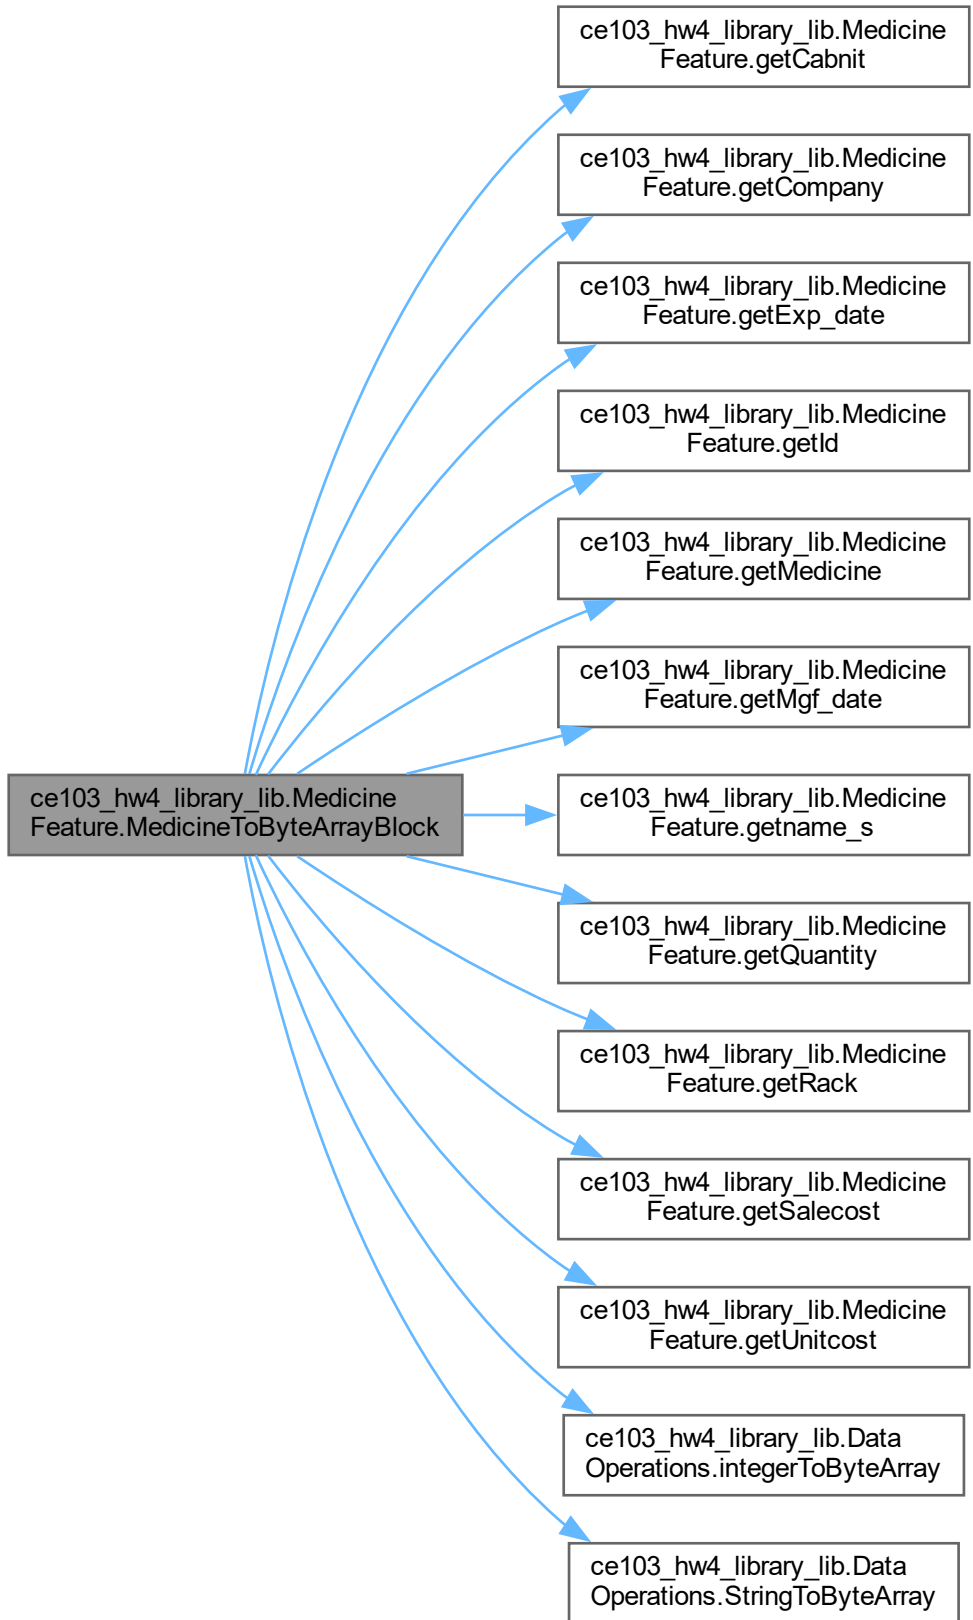 ce103_hw4_library_lib.Medicine
Feature.getCabnit
ce103_hw4_library_lib.Medicine
Feature.getCompany
ce103_hw4_library_lib.Medicine
Feature.getExp_date
ce103_hw4_library_lib.Medicine
Feature.getId
ce103_hw4_library_lib.Medicine
Feature.getMedicine
ce103_hw4_library_lib.Medicine
Feature.getMgf_date
ce103_hw4_library_lib.Medicine
Feature.MedicineToByteArrayBlock
ce103_hw4_library_lib.Medicine
Feature.getname_s
ce103_hw4_library_lib.Medicine
Feature.getQuantity
ce103_hw4_library_lib.Medicine
Feature.getRack
ce103_hw4_library_lib.Medicine
Feature.getSalecost
ce103_hw4_library_lib.Medicine
Feature.getUnitcost
ce103_hw4_library_lib.Data
Operations.integerToByteArray
ce103_hw4_library_lib.Data
Operations.StringToByteArray